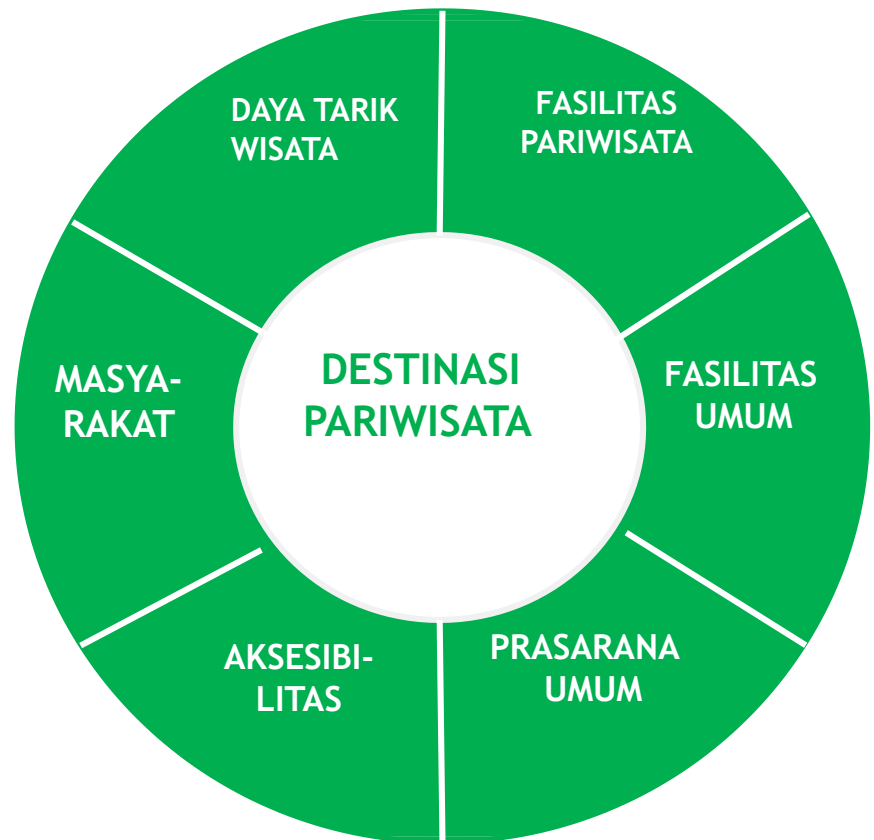 DAYA TARIK
WISATA
FASILITAS
PARIWISATA
MASYA-
RAKAT
DESTINASI
PARIWISATA
FASILITAS
UMUM
AKSESIBI-
LITAS
PRASARANA
UMUM